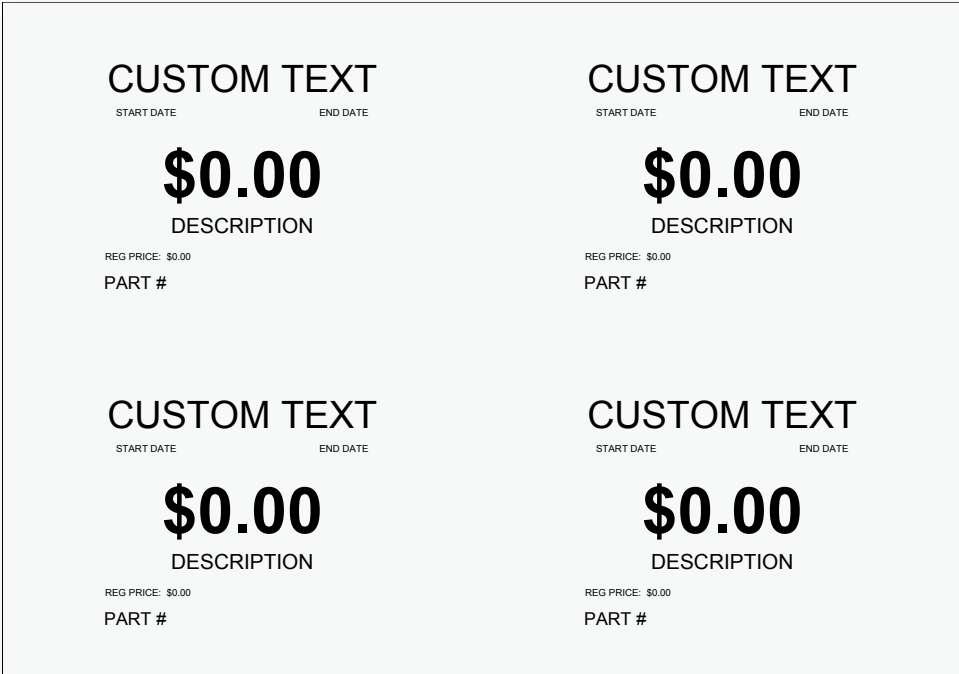 CUSTOM TEXT
START DATE END DATE
$0.00
DESCRIPTION
REG PRICE: $0.00
PART #
CUSTOM TEXT
START DATE END DATE
$0.00
DESCRIPTION
REG PRICE: $0.00
PART #
CUSTOM TEXT
START DATE END DATE
$0.00
DESCRIPTION
REG PRICE: $0.00
PART #
CUSTOM TEXT
START DATE END DATE
$0.00
DESCRIPTION
REG PRICE: $0.00
PART #